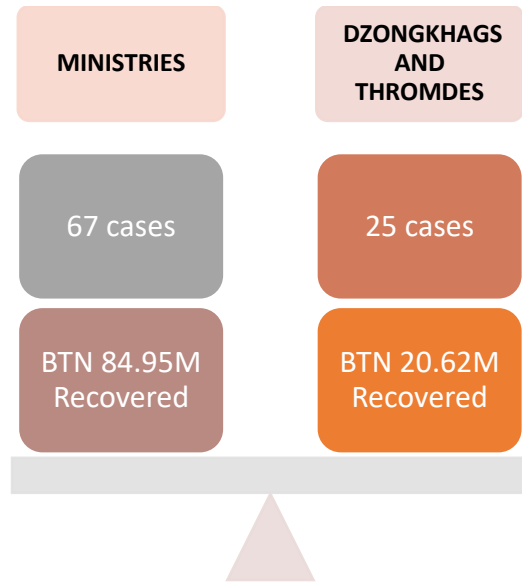 MINISTRIES
DZONGKHAGS
AND
THROMDES
67 cases
25 cases
BTN 84.95M
Recovered
BTN 20.62M
Recovered